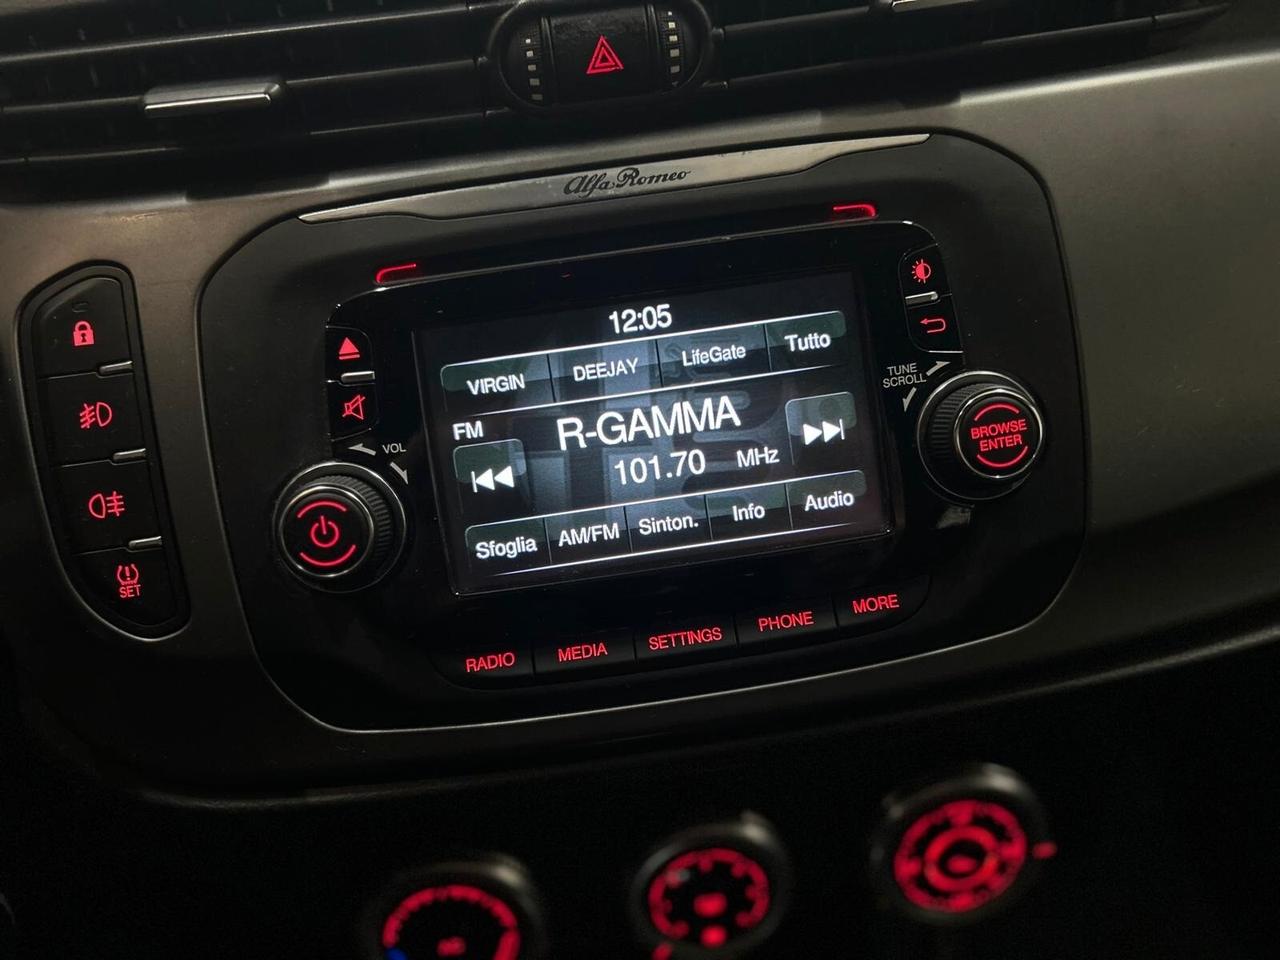 Alfa Romeo
12:05
VIRGIN DEEJAY LifeGate Tutto
FM R-GAMMA
101.70 MHz
Sfoglia AM/FM Sinton. Info Audio
VOL
TUNE
SCROLL
BROWSE
ENTER
SET
RADIO MEDIA SETTINGS PHONE MORE